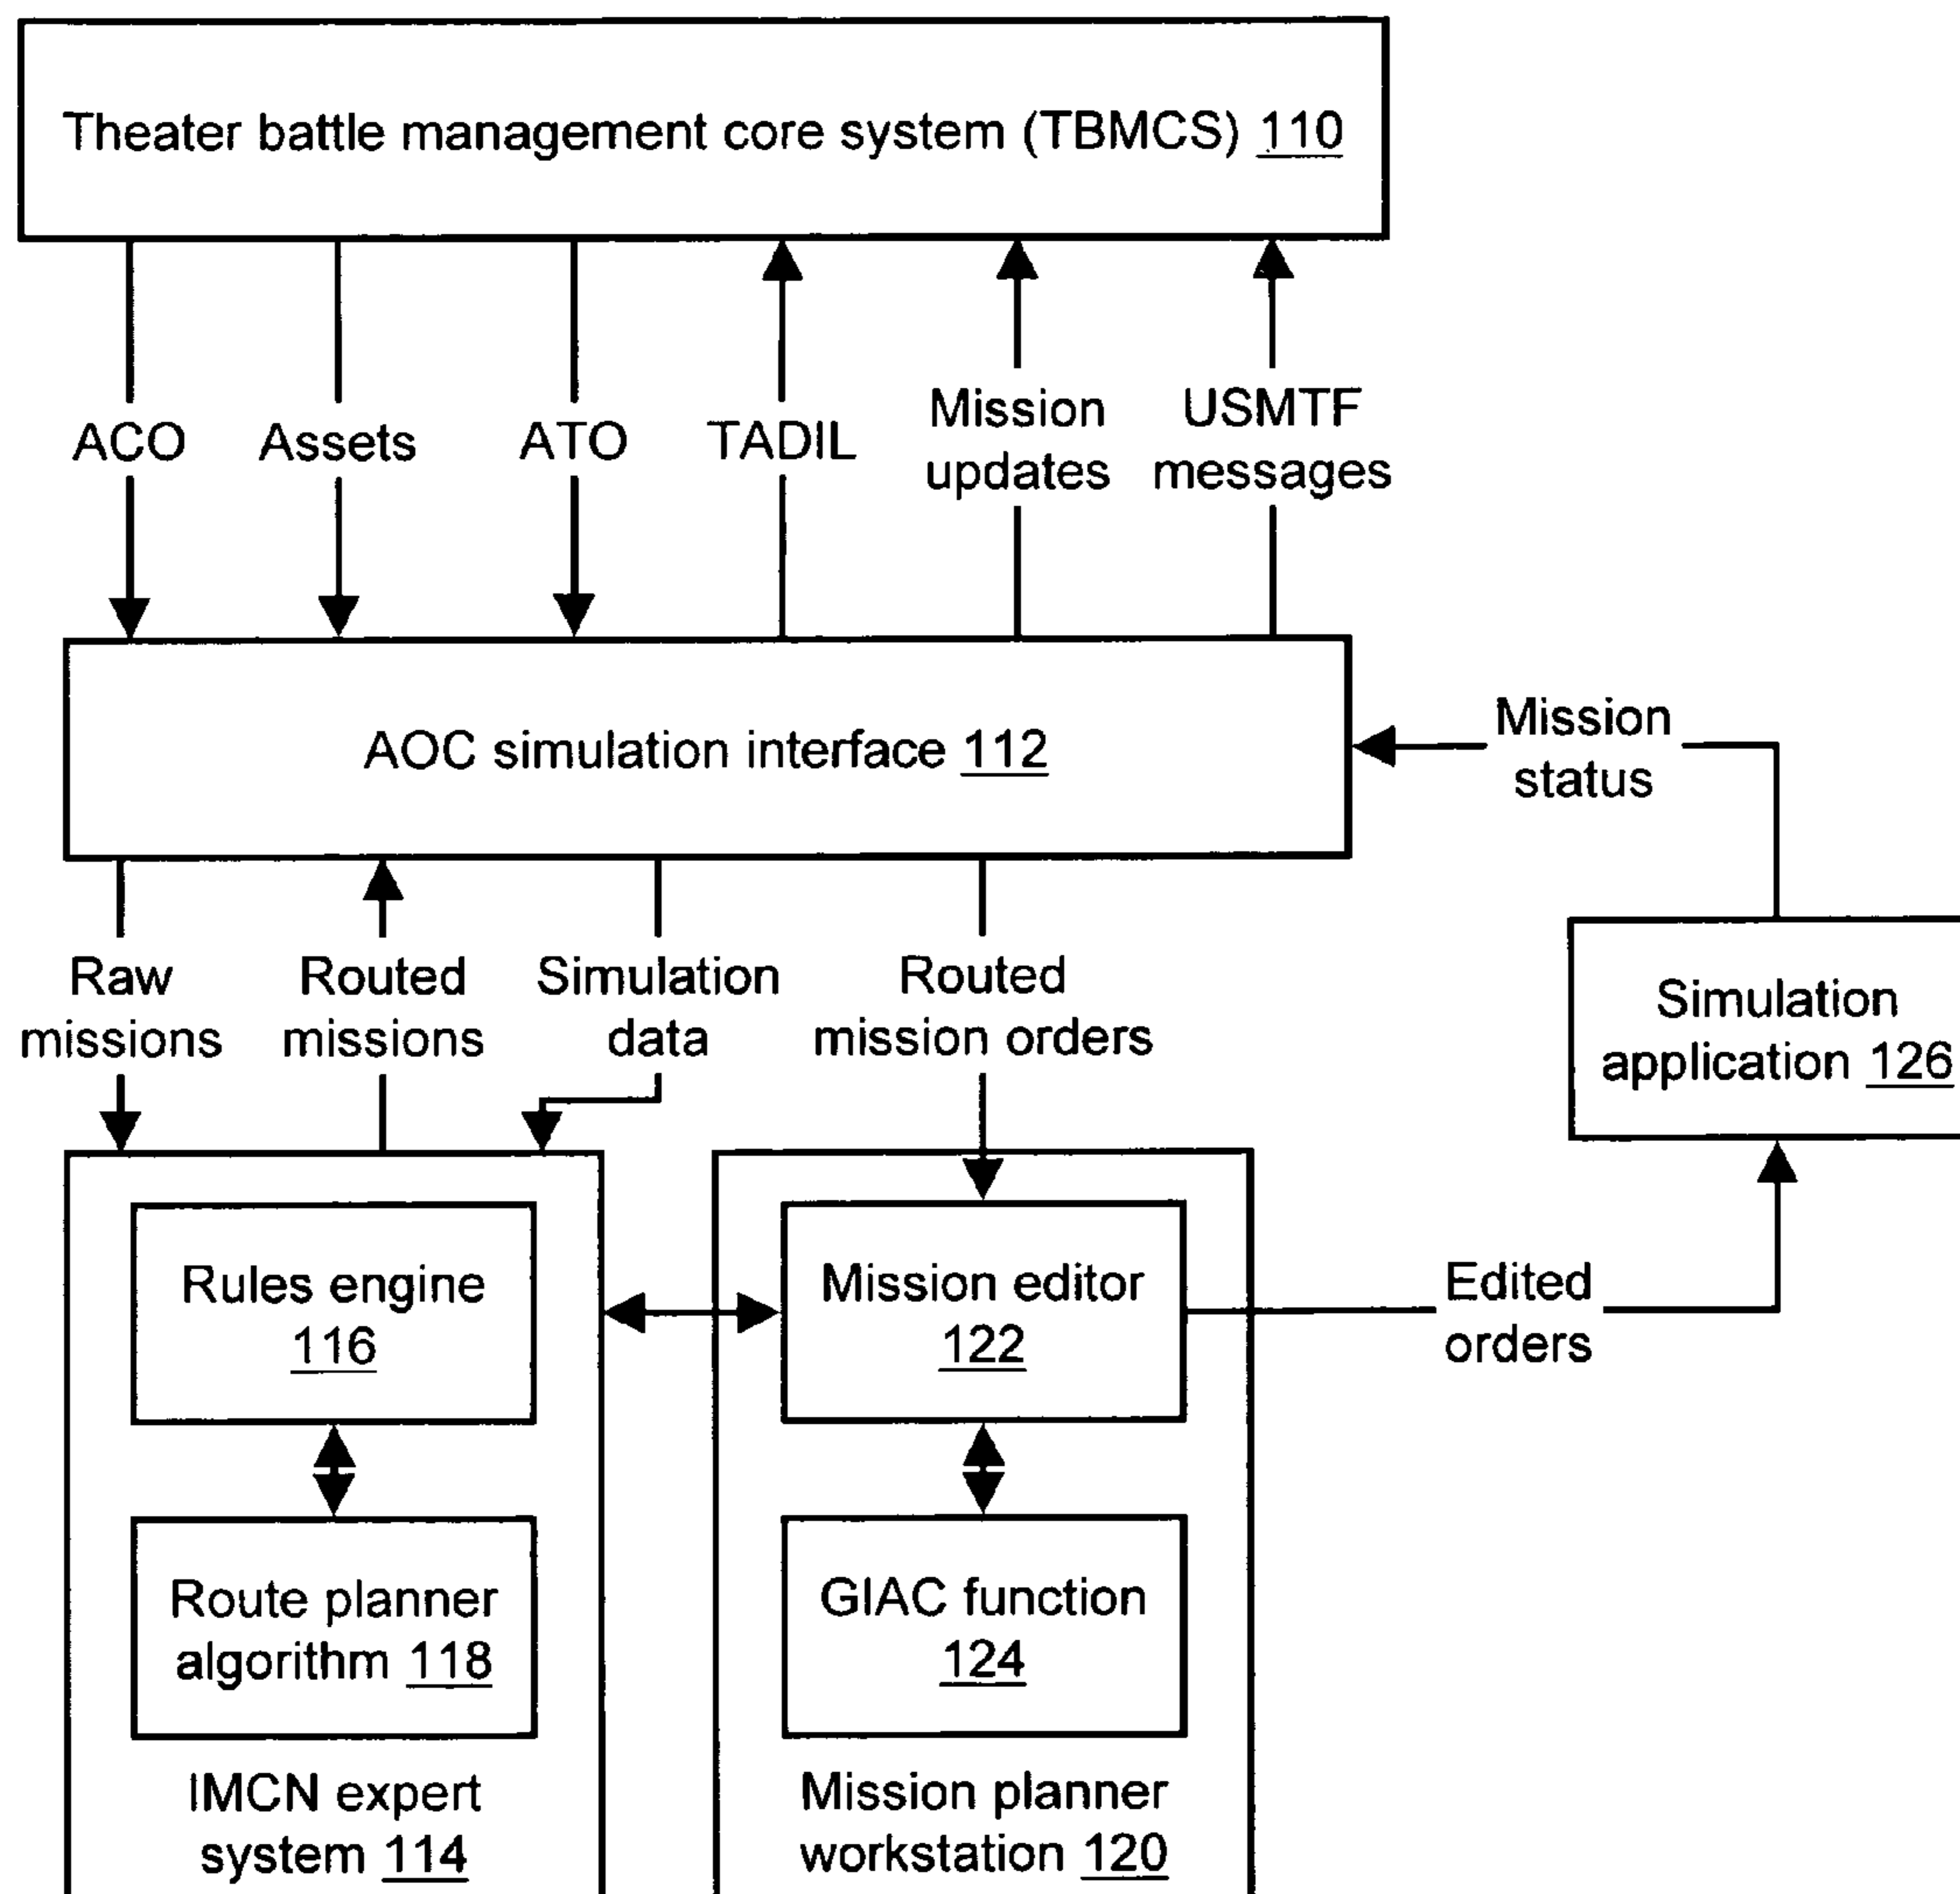 Theater battle management core system (TBMCS) 110
ACO
Assets
ATO
TADIL
Mission
updates
USMTF
messages
AOC simulation interface 112
Mission
status
Raw
missions
Routed
missions
Simulation
data
Routed
mission orders
Simulation
application 126
Rules engine
116
Mission editor
122
Edited
orders
Route planner
algorithm 118
GIAC function
124
IMCN expert
system 114
Mission planner
workstation 120